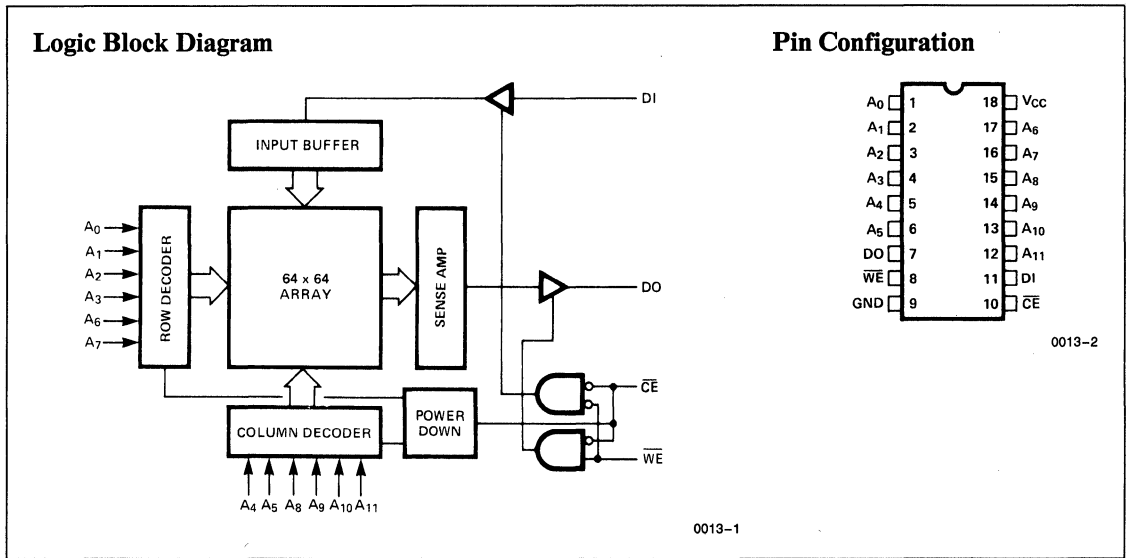 Logic Block Diagram
DI
INPUT BUFFER
A0
A1
A2
A3
A6
A7
ROW DECODER
64 x 64
ARRAY
SENSE AMP
DO
CE
POWER
DOWN
COLUMN DECODER
WE
A4 A5 A8 A9 A10 A11
0013-1
Pin Configuration
A0 1 18 VCC
A1 2 17 A6
A2 3 16 A7
A3 4 15 A8
A4 5 14 A9
A5 6 13 A10
DO 7 12 A11
WE 8 11 DI
GND 9 10 CE
0013-2